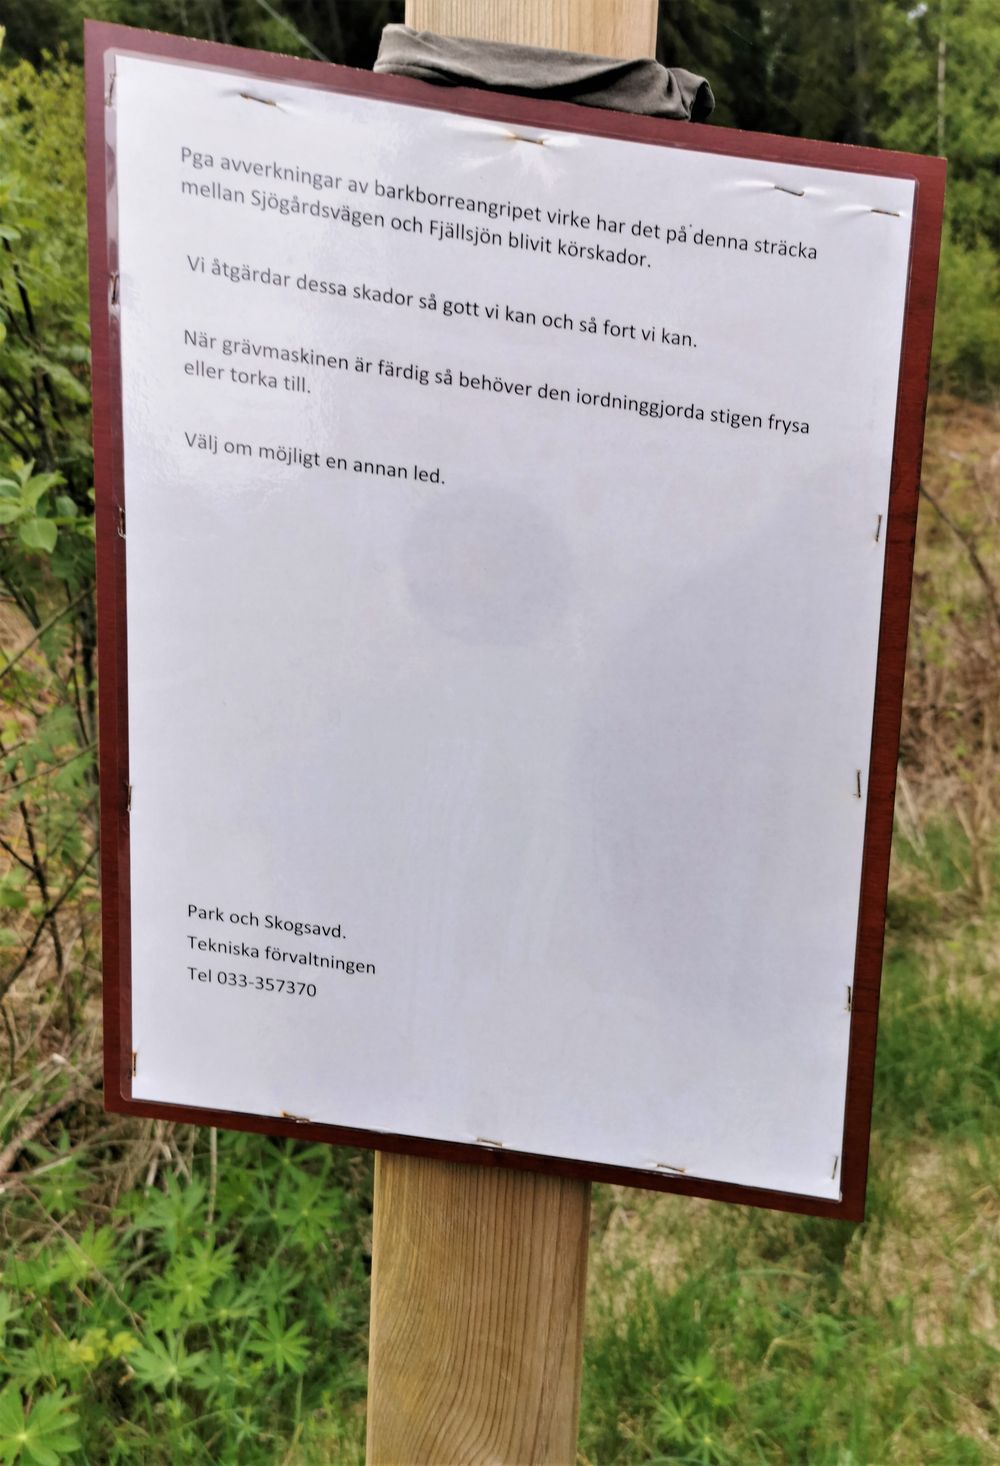 Pga avverkningar av barkborreangripet virke har det på denna sträcka
mellan Sjögårdsvägen och Fjällsjön blivit körskador.
Vi åtgärdar dessa skador så gott vi kan och så fort vi kan.
När grävmaskinen är färdig så behöver den iordninggjorda stigen frysa
eller torka till.
Välj om möjligt en annan led.
Park och Skogsavd.
Tekniska förvaltningen
Tel 033-357370